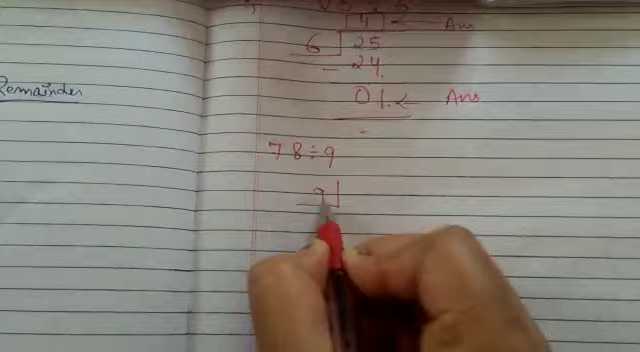 4 ← Ans
6 25
- 24
Remainder
01. ← Ans
78÷9
9